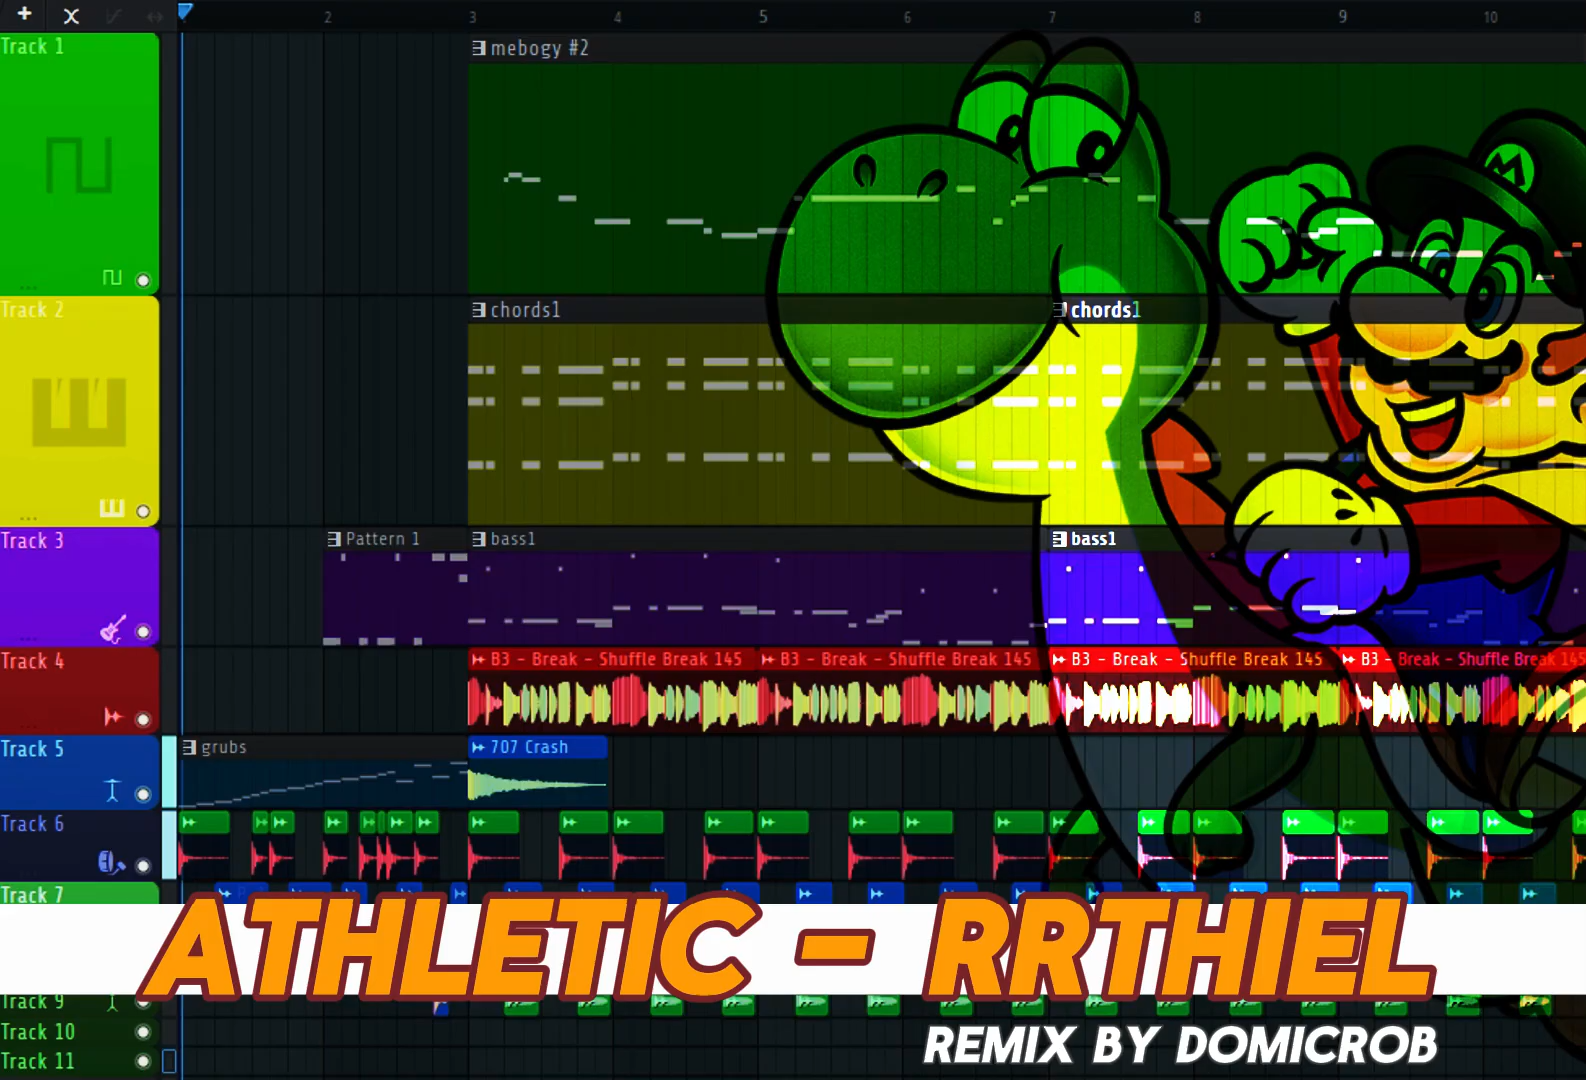 2 3 4 5 6 7 8 9 10
Track 1
mebogy #2
M
Track 2
chords1
chords1
Track 3
Pattern 1
bass1
bass1
Track 4
B3 - Break - Shuffle Break 145
B3 - Break - Shuffle Break 145
B3 - Break - Shuffle Break 145
B3 - Break - Shuffle Break 145
Track 5
grubs
707 Crash
Track 6
Track 7
ATHLETIC - RRTHIEL
Track 9
REMIX BY DOMICROB
Track 10
Track 11